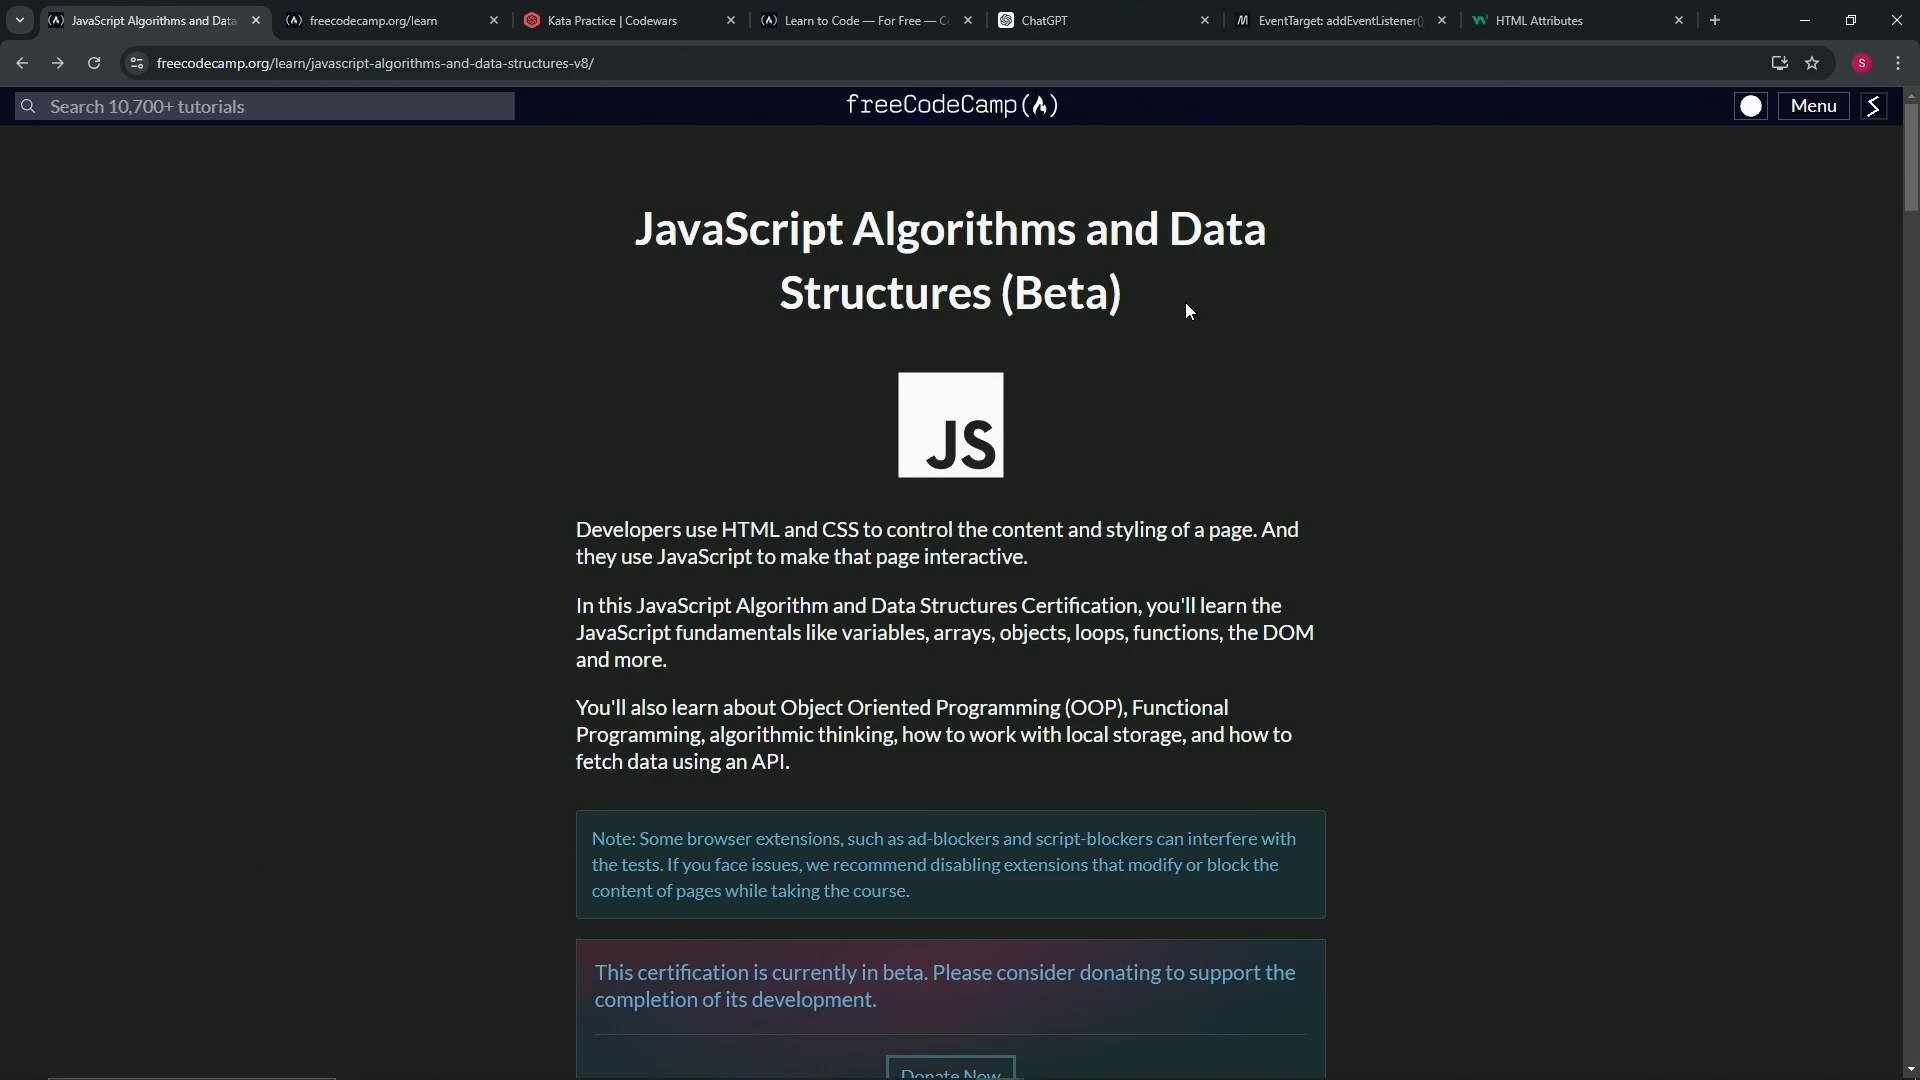 JavaScript Algorithms and Data
freecodecamp.org/learn
Kata Practice | Codewars
Learn to Code — For Free — C
ChatGPT
EventTarget: addEventListener()
HTML Attributes
freecodecamp.org/learn/javascript-algorithms-and-data-structures-v8/
S
Search 10,700+ tutorials
freeCodeCamp
Menu
JavaScript Algorithms and Data
Structures (Beta)
JS
Developers use HTML and CSS to control the content and styling of a page. And
they use JavaScript to make that page interactive.
In this JavaScript Algorithm and Data Structures Certification, you'll learn the
JavaScript fundamentals like variables, arrays, objects, loops, functions, the DOM
and more.
You'll also learn about Object Oriented Programming (OOP), Functional
Programming, algorithmic thinking, how to work with local storage, and how to
fetch data using an API.
Note: Some browser extensions, such as ad-blockers and script-blockers can interfere with
the tests. If you face issues, we recommend disabling extensions that modify or block the
content of pages while taking the course.
This certification is currently in beta. Please consider donating to support the
completion of its development.
Donate Now